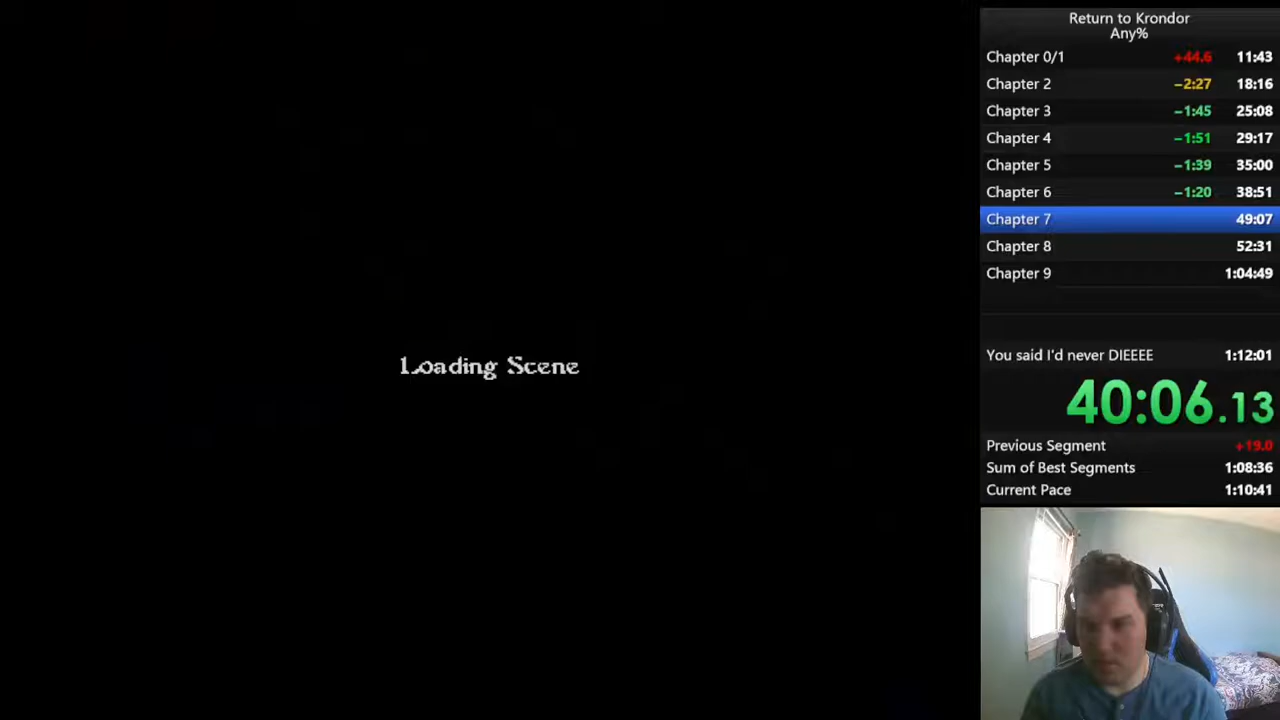 Return to Krondor
Any%
Chapter 0/1 +44.6 11:43
Chapter 2 −2:27 18:16
Chapter 3 −1:45 25:08
Chapter 4 −1:51 29:17
Chapter 5 −1:39 35:00
Chapter 6 −1:20 38:51
Chapter 7 49:07
Chapter 8 52:31
Chapter 9 1:04:49
Loading Scene
You said I'd never DIEEEE 1:12:01
40:06.13
Previous Segment +19.0
Sum of Best Segments 1:08:36
Current Pace 1:10:41